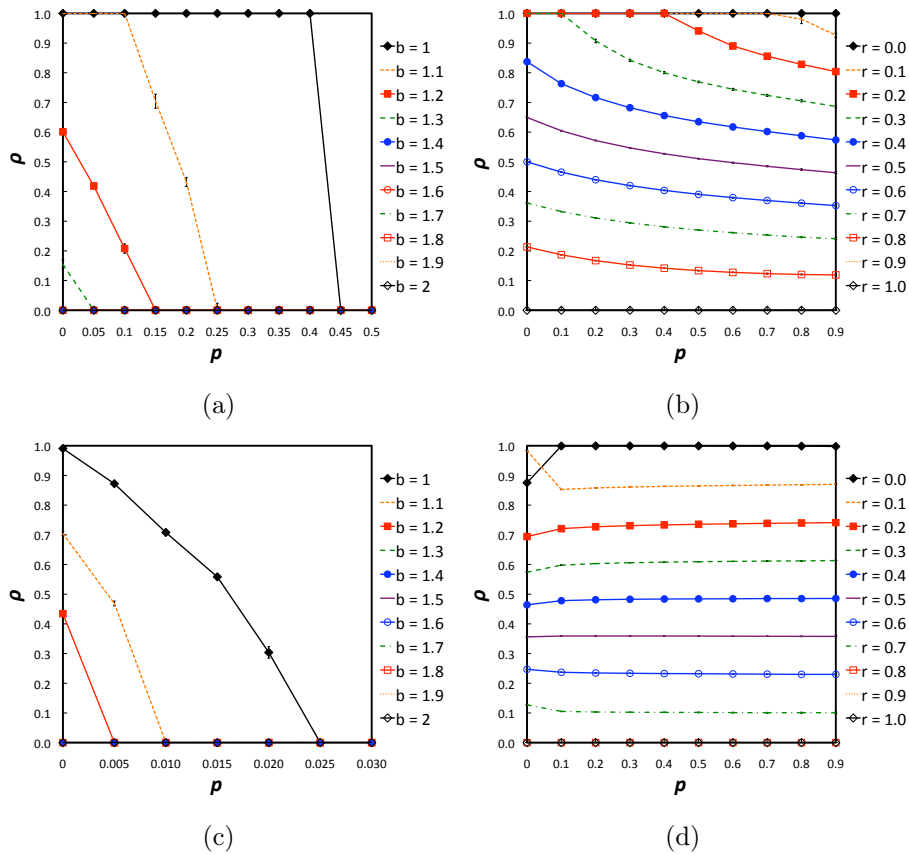 1.0
0.9
0.8
0.7
0.6
0.5
0.4
0.3
0.2
0.1
0.0
ρ
0 0.05 0.1 0.15 0.2 0.25 0.3 0.35 0.4 0.45 0.5
p
b = 1
b = 1.1
b = 1.2
b = 1.3
b = 1.4
b = 1.5
b = 1.6
b = 1.7
b = 1.8
b = 1.9
b = 2
(a)
1.0
0.9
0.8
0.7
0.6
0.5
0.4
0.3
0.2
0.1
0.0
ρ
0 0.1 0.2 0.3 0.4 0.5 0.6 0.7 0.8 0.9
p
r = 0.0
r = 0.1
r = 0.2
r = 0.3
r = 0.4
r = 0.5
r = 0.6
r = 0.7
r = 0.8
r = 0.9
r = 1.0
(b)
1.0
0.9
0.8
0.7
0.6
0.5
0.4
0.3
0.2
0.1
0.0
ρ
0 0.005 0.010 0.015 0.020 0.025 0.030
p
b = 1
b = 1.1
b = 1.2
b = 1.3
b = 1.4
b = 1.5
b = 1.6
b = 1.7
b = 1.8
b = 1.9
b = 2
(c)
1.0
0.9
0.8
0.7
0.6
0.5
0.4
0.3
0.2
0.1
0.0
ρ
0 0.1 0.2 0.3 0.4 0.5 0.6 0.7 0.8 0.9
p
r = 0.0
r = 0.1
r = 0.2
r = 0.3
r = 0.4
r = 0.5
r = 0.6
r = 0.7
r = 0.8
r = 0.9
r = 1.0
(d)